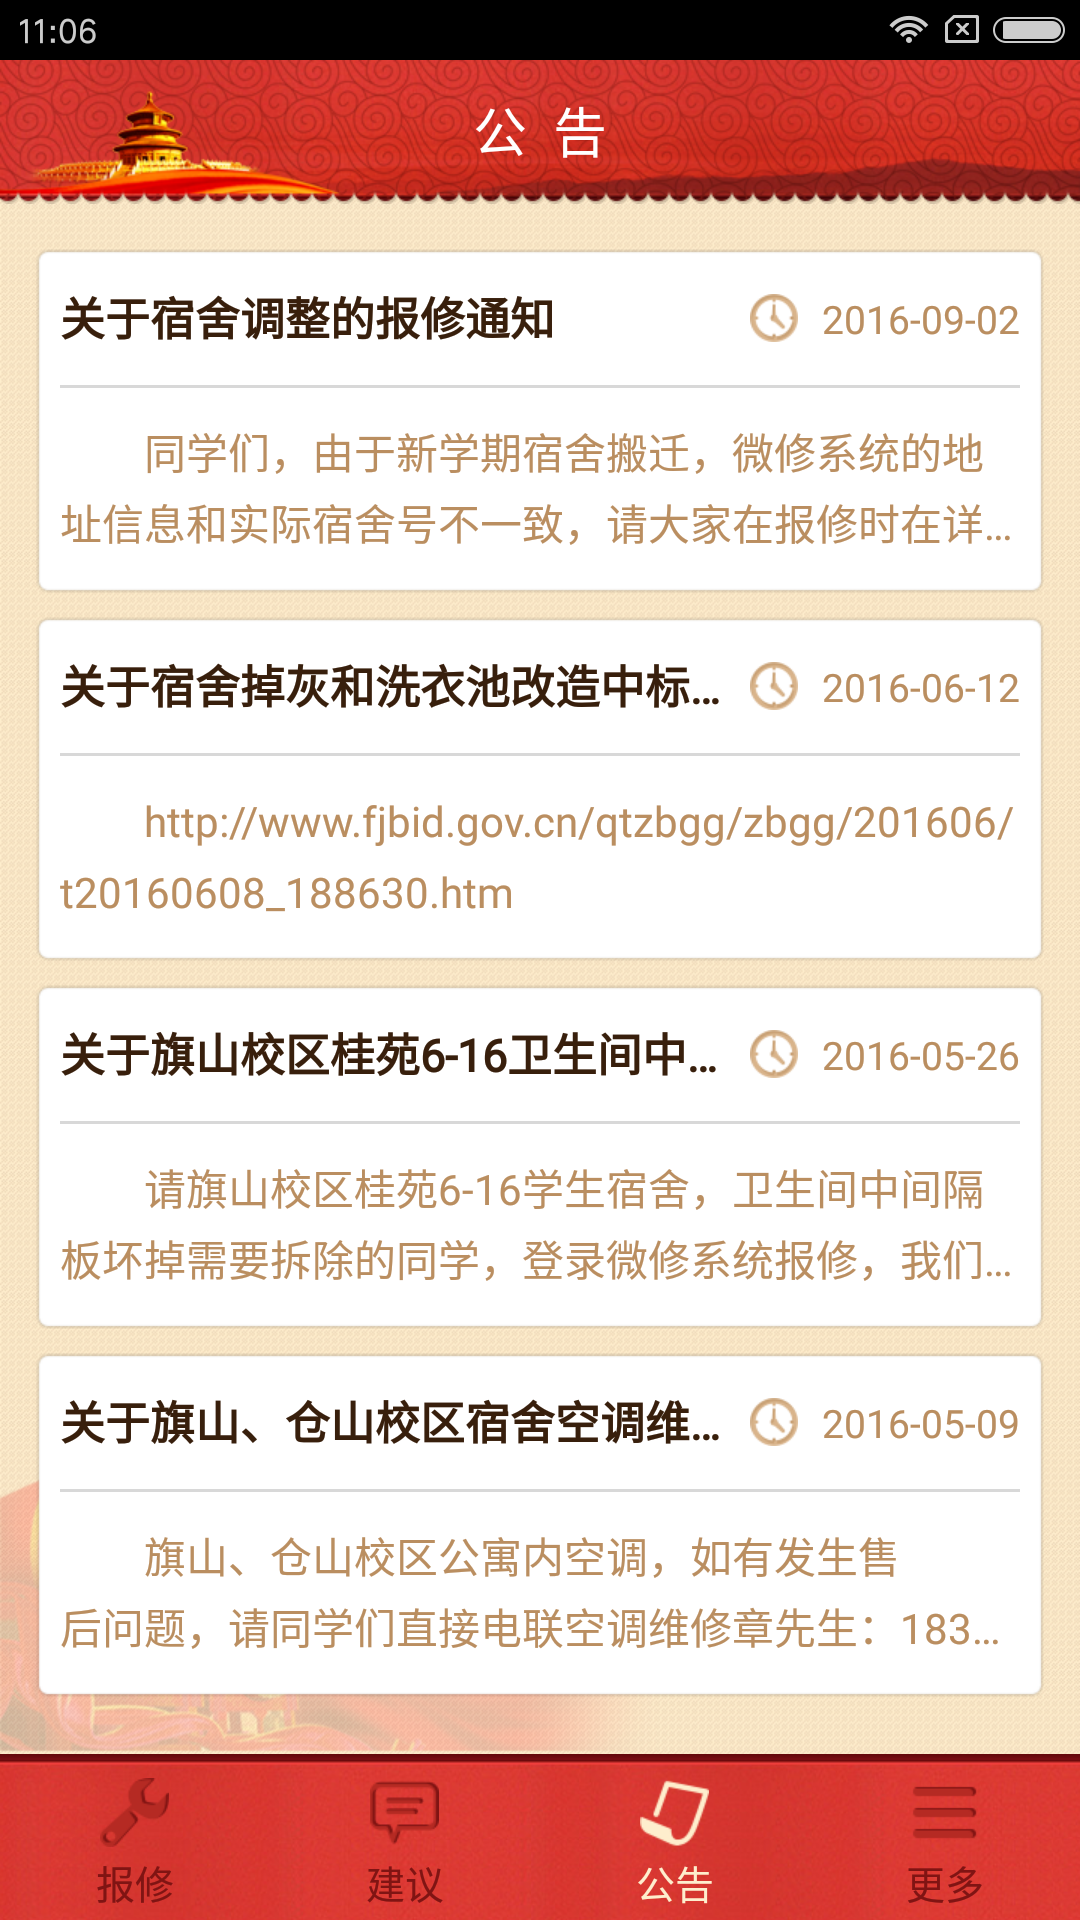 11:06
公 告
关于宿舍调整的报修通知
2016-09-02
同学们，由于新学期宿舍搬迁，微修系统的地
址信息和实际宿舍号不一致，请大家在报修时在详...
关于宿舍掉灰和洗衣池改造中标...
2016-06-12
http://www.fjbid.gov.cn/qtzbgg/zbgg/201606/
t20160608_188630.htm
关于旗山校区桂苑6-16卫生间中...
2016-05-26
请旗山校区桂苑6-16学生宿舍，卫生间中间隔
板坏掉需要拆除的同学，登录微修系统报修，我们...
关于旗山、仓山校区宿舍空调维...
2016-05-09
旗山、仓山校区公寓内空调，如有发生售
后问题，请同学们直接电联空调维修章先生：183...
报修
建议
公告
更多